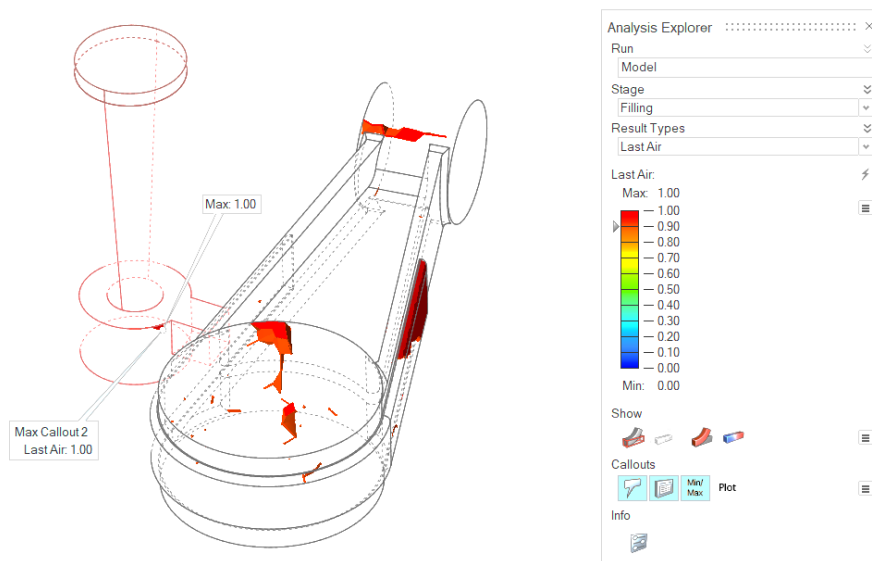 Max: 1.00
Max Callout 2
Last Air: 1.00
Analysis Explorer
Run
Model
Stage
Filling
Result Types
Last Air
Last Air:
Max: 1.00
1.00
0.90
0.80
0.70
0.60
0.50
0.40
0.30
0.20
0.10
0.00
Min: 0.00
Show
Callouts
Min/
Max
Plot
Info